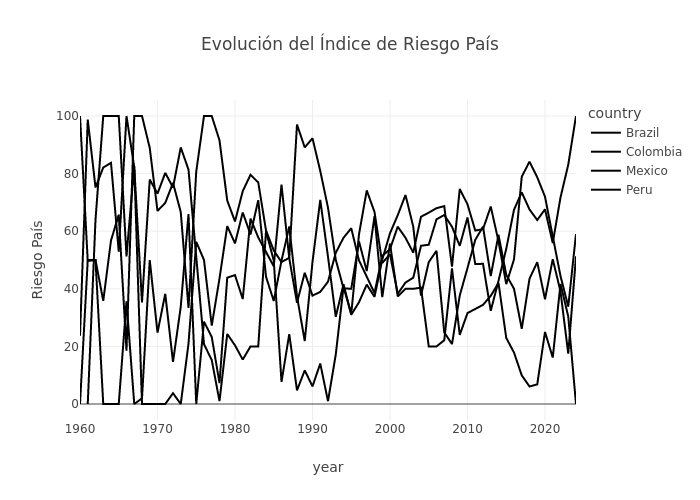 Evolución del Índice de Riesgo País
country
Brazil
Colombia
Mexico
Peru
Riesgo País
100
80
60
40
20
0
1960 1970 1980 1990 2000 2010 2020
year